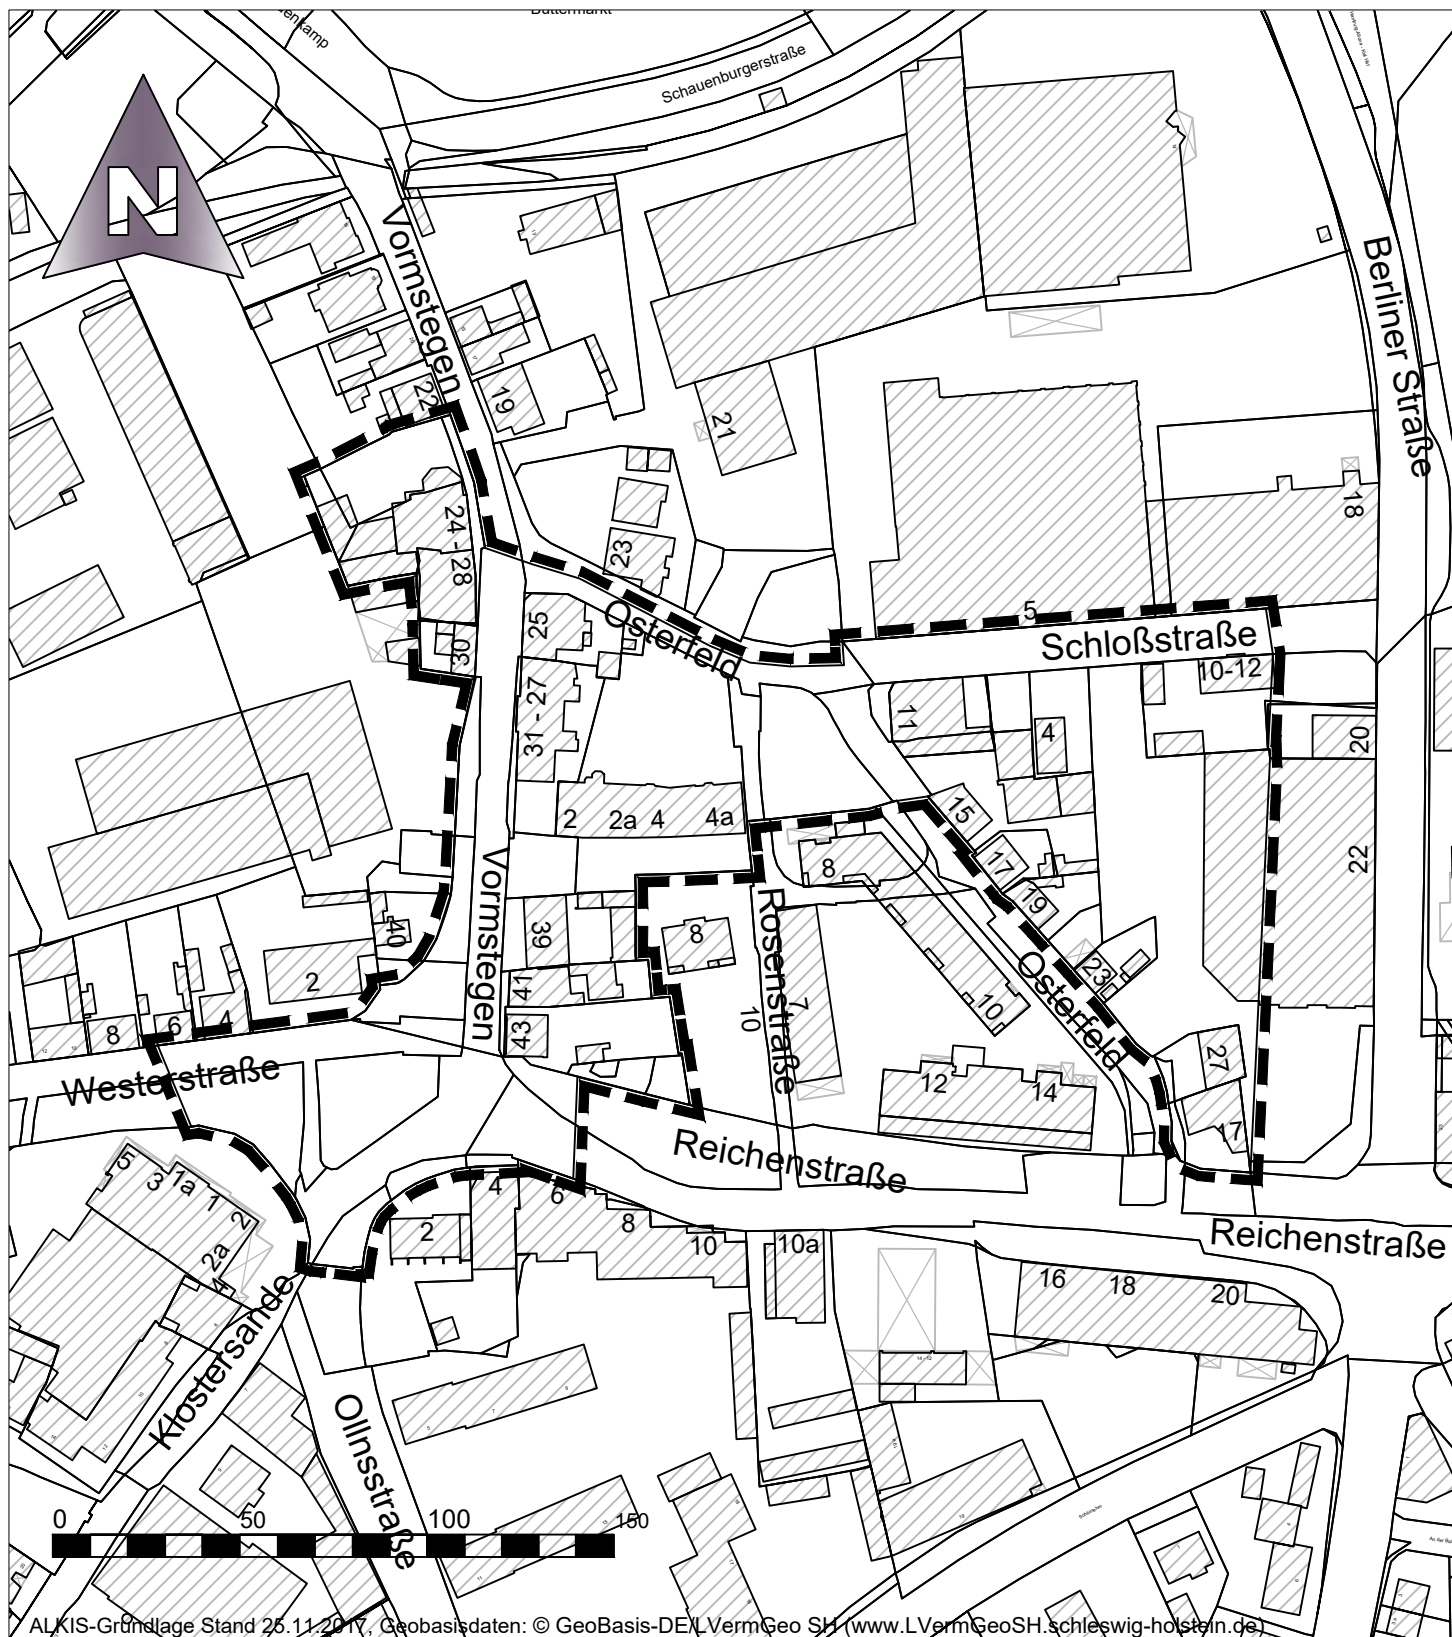 Buttermarkt
enkamp
Schauenburgerstraße
N
Vormstegen
Berliner Straße
22
19
21
18
24 - 28
23
5
25
Osterfeld
Schloßstraße
30
10-12
31 - 27
11
4
20
2
2a
4
4a
15
8
17
22
Vormstegen
Rosenstraße
19
40
39
8
2
41
7
10
23
10
Osterfeld
8
6
4
43
27
Westerstraße
12
14
17
Reichenstraße
5
3
1a
1
2
2a
4
4
6
2
8
10
10a
Reichenstraße
16
18
20
Klostersande
Ollnsstraße
0
50
100
150
ALKIS-Grundlage Stand 25.11.2017, Geobasisdaten: © GeoBasis-DE/LVermGeo SH (www.LVermGeoSH.schleswig-holstein.de)